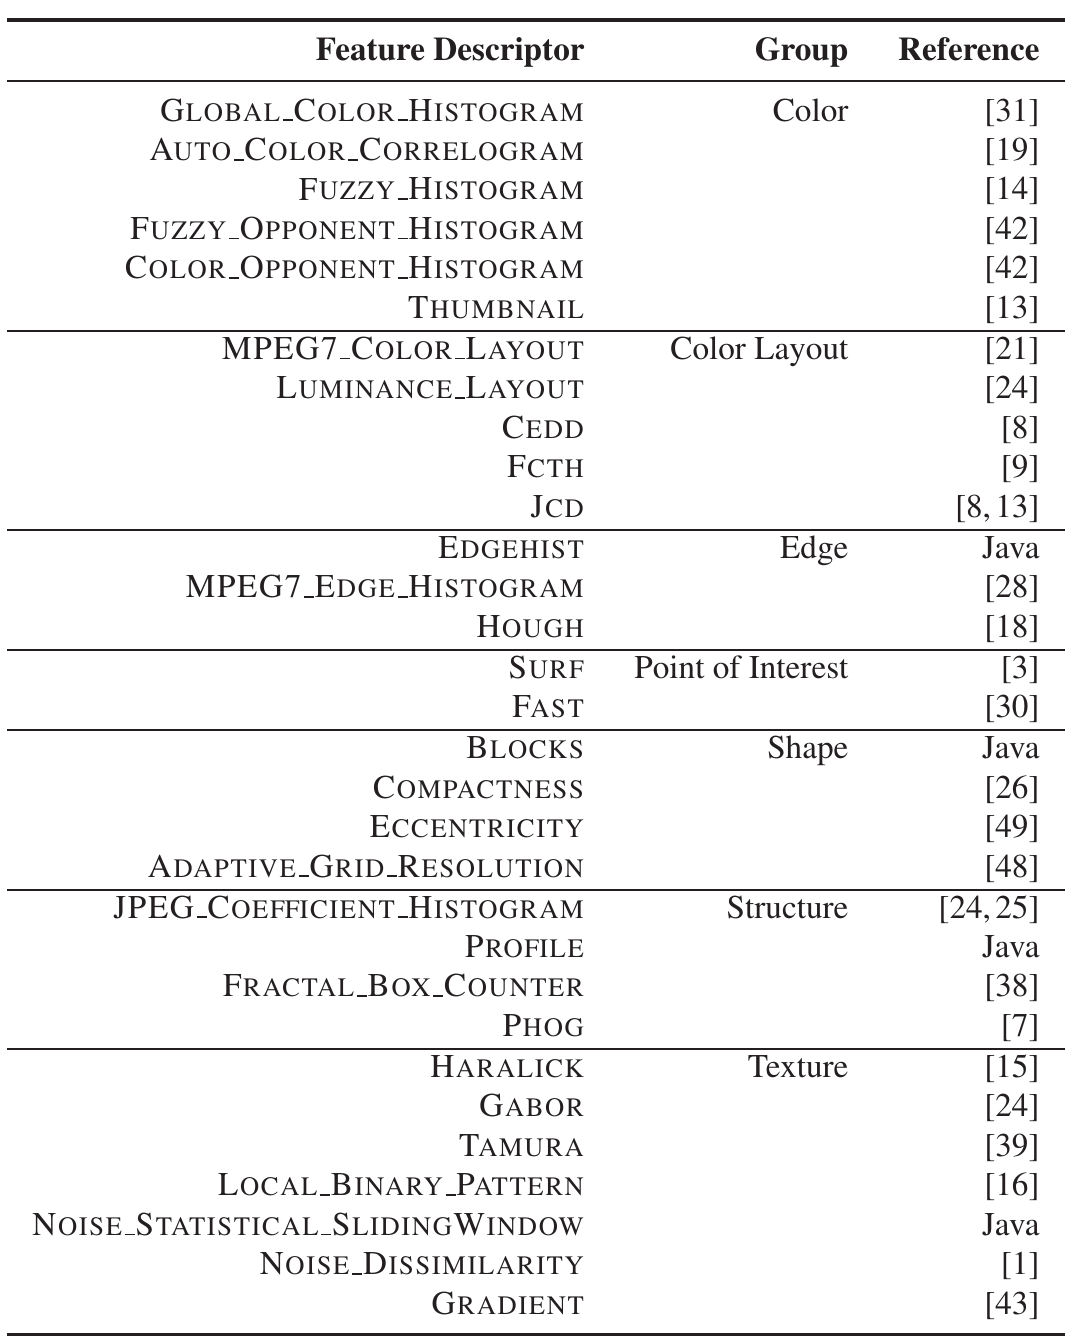 Feature Descriptor Group Reference
GLOBAL_COLOR_HISTOGRAM Color [31]
AUTO_COLOR_CORRELOGRAM [19]
FUZZY_HISTOGRAM [14]
FUZZY_OPPONENT_HISTOGRAM [42]
COLOR_OPPONENT_HISTOGRAM [42]
THUMBNAIL [13]
MPEG7_COLOR_LAYOUT Color Layout [21]
LUMINANCE_LAYOUT [24]
CEDD [8]
FCTH [9]
JCD [8, 13]
EDGEHIST Edge Java
MPEG7_EDGE_HISTOGRAM [28]
HOUGH [18]
SURF Point of Interest [3]
FAST [30]
BLOCKS Shape Java
COMPACTNESS [26]
ECCENTRICITY [49]
ADAPTIVE_GRID_RESOLUTION [48]
JPEG_COEFFICIENT_HISTOGRAM Structure [24, 25]
PROFILE Java
FRACTAL_BOX_COUNTER [38]
PHOG [7]
HARALICK Texture [15]
GABOR [24]
TAMURA [39]
LOCAL_BINARY_PATTERN [16]
NOISE_STATISTICAL_SLIDINGWINDOW Java
NOISE_DISSIMILARITY [1]
GRADIENT [43]